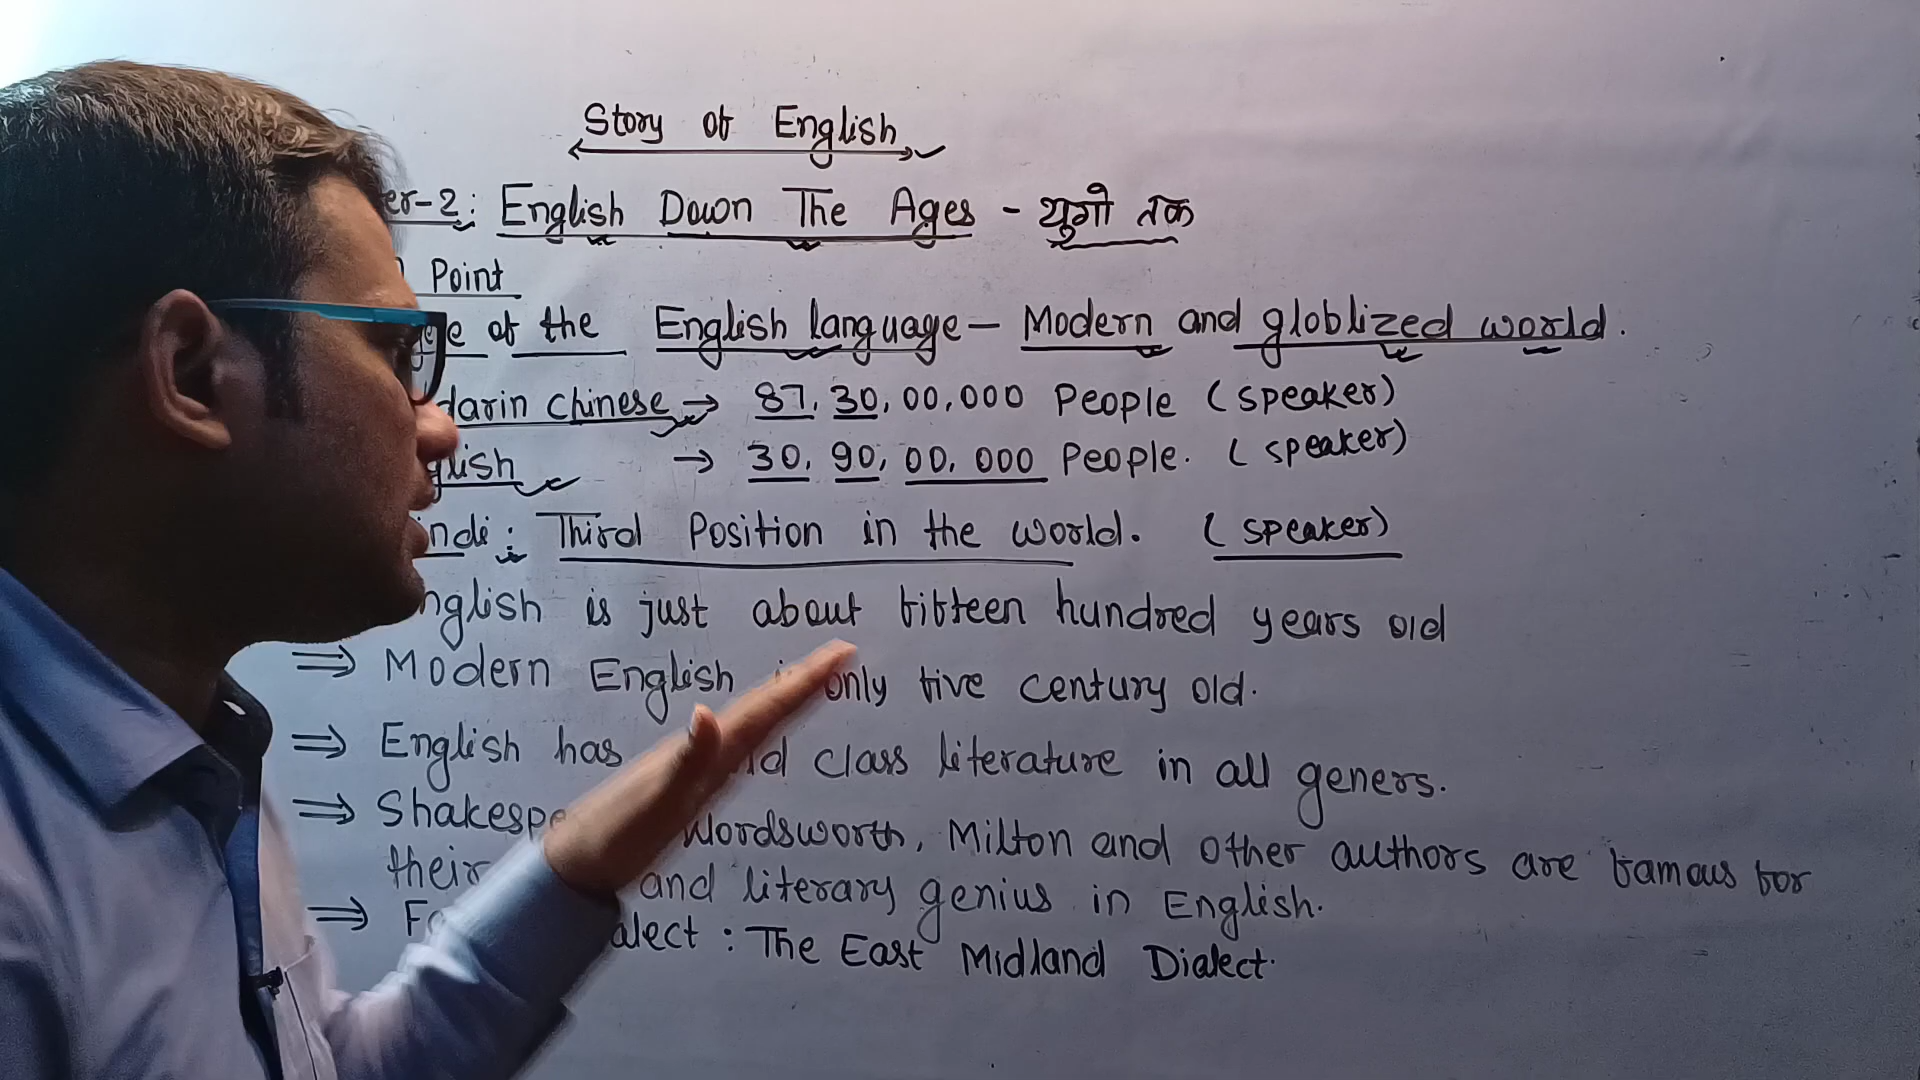 Story of English
er-2: English Down The Ages - युगों तक
Point
of the English language - Modern and globlized world.
darin chinese → 87,30,00,000 People (speaker)
glish → 30,90,00,000 People. (speaker)
indi: Third Position in the world. (speaker)
nglish is just about fifteen hundred years old
⇒ Modern English only five century old.
⇒ English has ld class literature in all geners.
⇒ Shakespe Wordsworth, Milton and other authors are famous for
their and literary genius in English.
⇒ alect: The East Midland Dialect.